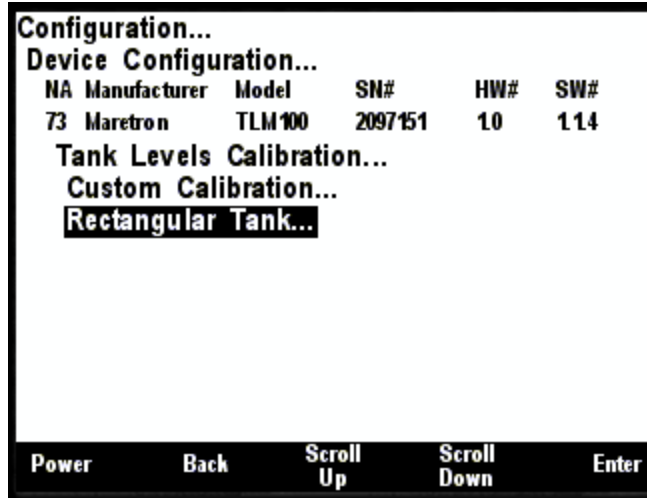 Configuration...
Device Configuration...
NA Manufacturer Model SN# HW# SW#
73 Maretron TLM100 2097151 1.0 1.1.4
Tank Levels Calibration...
Custom Calibration...
Rectangular Tank...
Power Back Scroll Up Scroll Down Enter